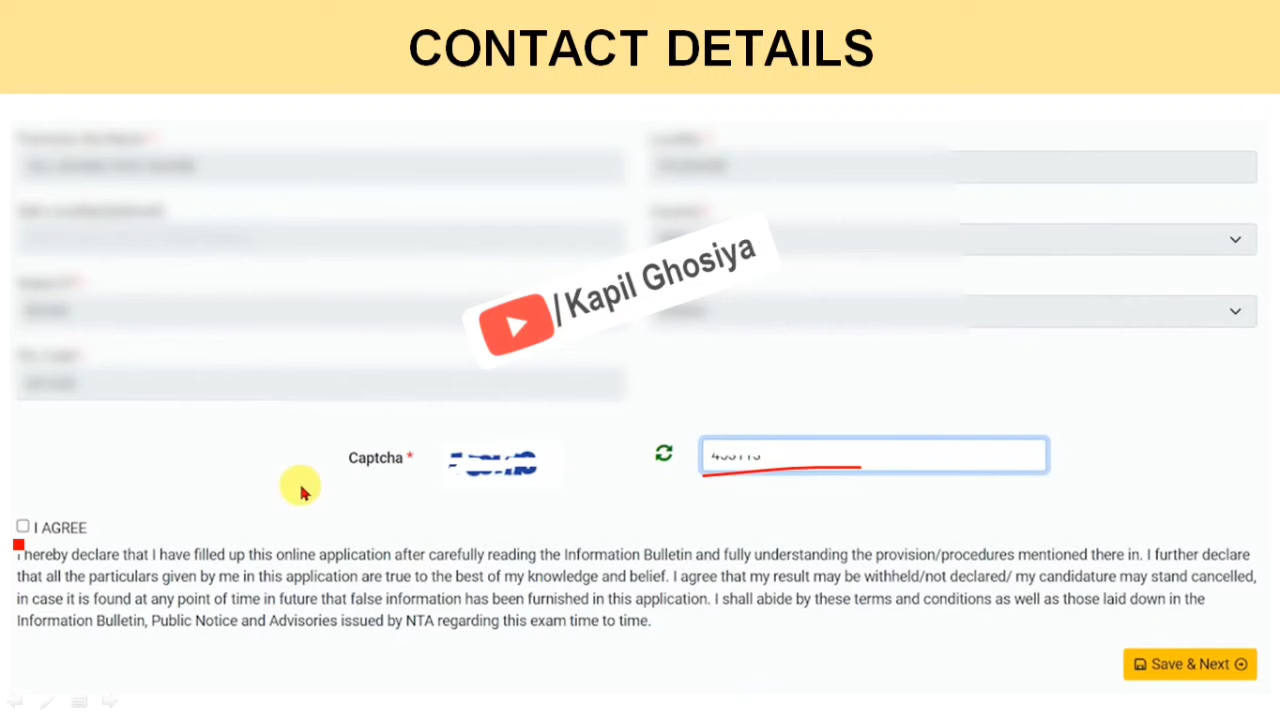 CONTACT DETAILS
/Kapil Ghosiya
Captcha *
I AGREE
I hereby declare that I have filled up this online application after carefully reading the Information Bulletin and fully understanding the provision/procedures mentioned there in. I further declare
that all the particulars given by me in this application are true to the best of my knowledge and belief. I agree that my result may be withheld/not declared/ my candidature may stand cancelled,
in case it is found at any point of time in future that false information has been furnished in this application. I shall abide by these terms and conditions as well as those laid down in the
Information Bulletin, Public Notice and Advisories issued by NTA regarding this exam time to time.
Save & Next